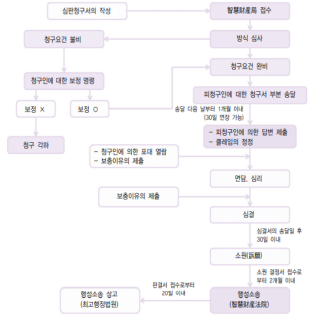 심판청구서의 작성
智慧財産局 접수
청구요건 불비
방식 심사
청구인에 대한 보정 명령
청구요건 완비
보정 X
보정 O
피청구인에 대한 청구서 부본 송달
송달 다음 날부터 1개월 이내
(30일 연장 가능)
청구 각하
- 피청구인에 의한 답변 제출
- 클레임의 정정
- 청구인에 의한 포대 열람
- 보충이유의 제출
면담, 심리
보충이유의 제출
심결
심결서의 송달일 후
30일 이내
소원(訴願)
소원 결정서 접수로
부터 2개월 이내
행정소송 상고
(최고행정법원)
판결서 접수로부터
20일 이내
행정소송
(智慧財産法院)